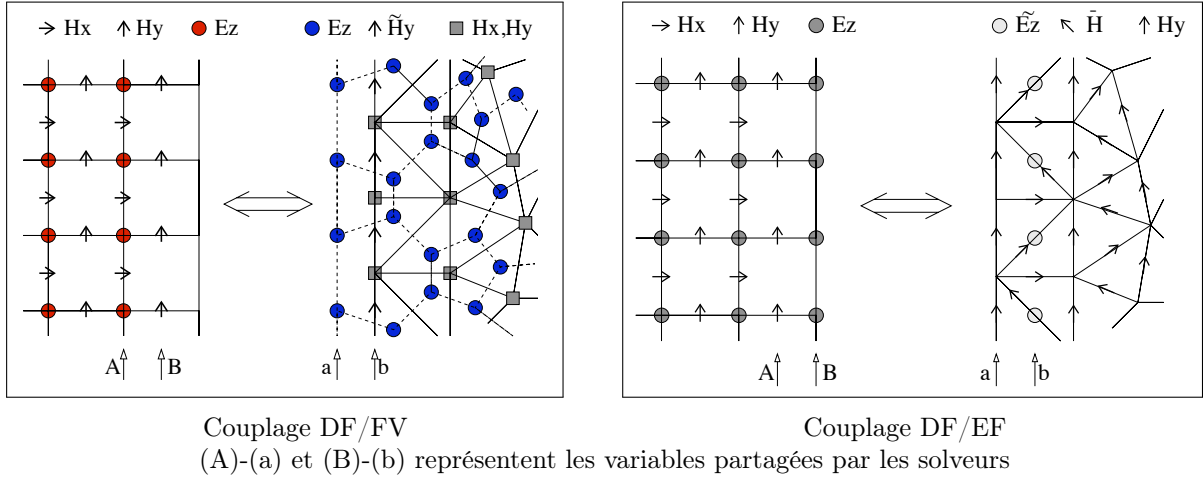 Hx Hy Ez Ez H̃y Hx,Hy
A B a b
Hx Hy Ez Ẽz H̄ Hy
A B a b
Couplage DF/FV Couplage DF/EF
(A)-(a) et (B)-(b) représentent les variables partagées par les solveurs